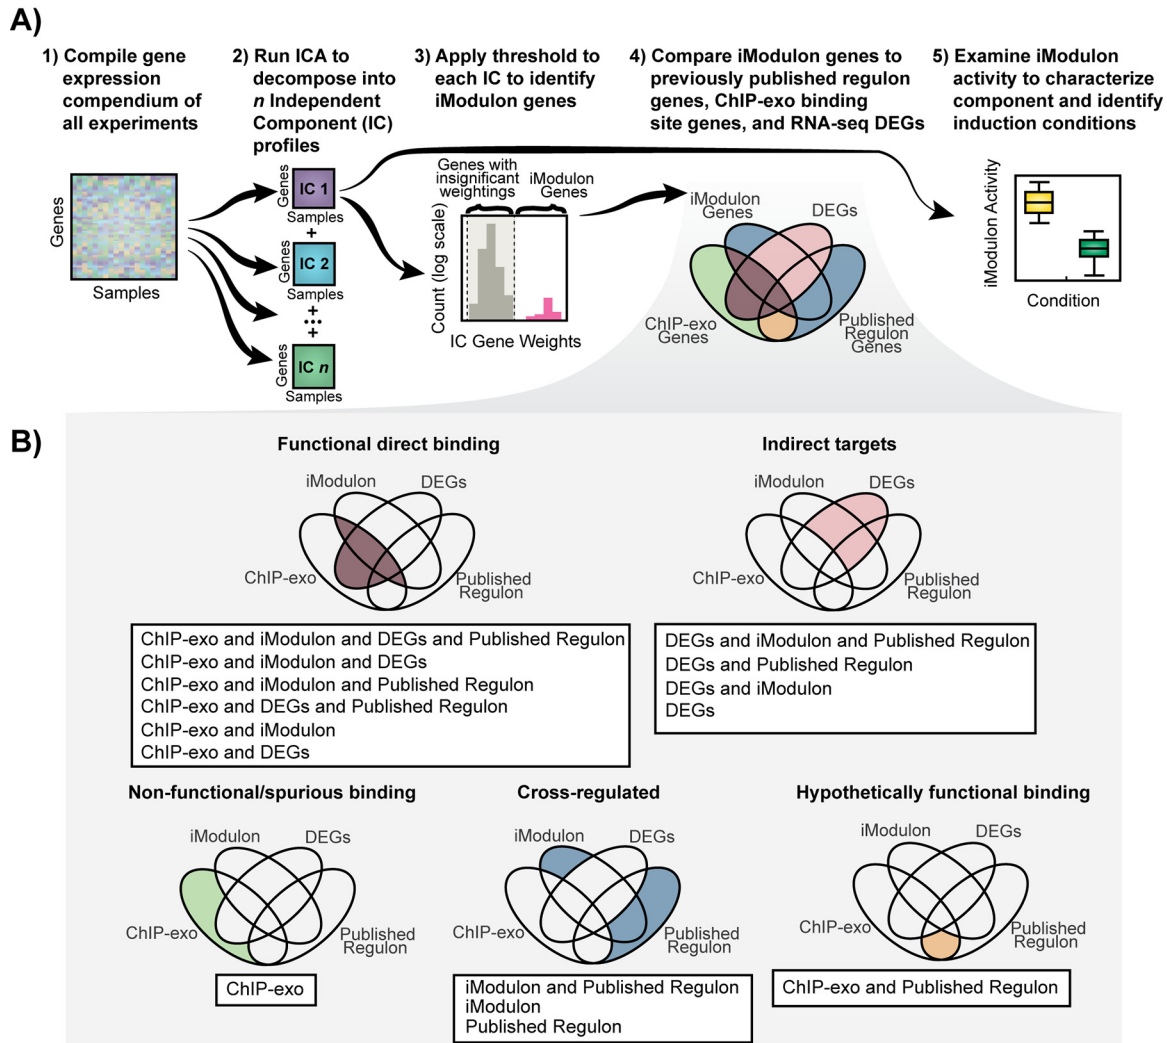 A)
1) Compile gene
expression
compendium of
all experiments
Genes
Samples
2) Run ICA to
decompose into
n Independent
Component (IC)
profiles
Genes
IC 1
Samples
+
Genes
IC 2
Samples
+
...
+
Genes
IC n
Samples
3) Apply threshold to
each IC to identify
iModulon genes
Genes with
insignificant
weightings
iModulon
Genes
Count (log scale)
IC Gene Weights
4) Compare iModulon genes to
previously published regulon
genes, ChIP-exo binding
site genes, and RNA-seq DEGs
iModulon
Genes
DEGs
ChIP-exo
Genes
Published
Regulon
Genes
5) Examine iModulon
activity to characterize
component and identify
induction conditions
iModulon Activity
Condition
B)
Functional direct binding
iModulon
DEGs
ChIP-exo
Published
Regulon
ChIP-exo and iModulon and DEGs and Published Regulon
ChIP-exo and iModulon and DEGs
ChIP-exo and iModulon and Published Regulon
ChIP-exo and DEGs and Published Regulon
ChIP-exo and iModulon
ChIP-exo and DEGs
Indirect targets
iModulon
DEGs
ChIP-exo
Published
Regulon
DEGs and iModulon and Published Regulon
DEGs and Published Regulon
DEGs and iModulon
DEGs
Non-functional/spurious binding
iModulon
DEGs
ChIP-exo
Published
Regulon
ChIP-exo
Cross-regulated
iModulon
DEGs
ChIP-exo
Published
Regulon
iModulon and Published Regulon
iModulon
Published Regulon
Hypothetically functional binding
iModulon
DEGs
ChIP-exo
Published
Regulon
ChIP-exo and Published Regulon